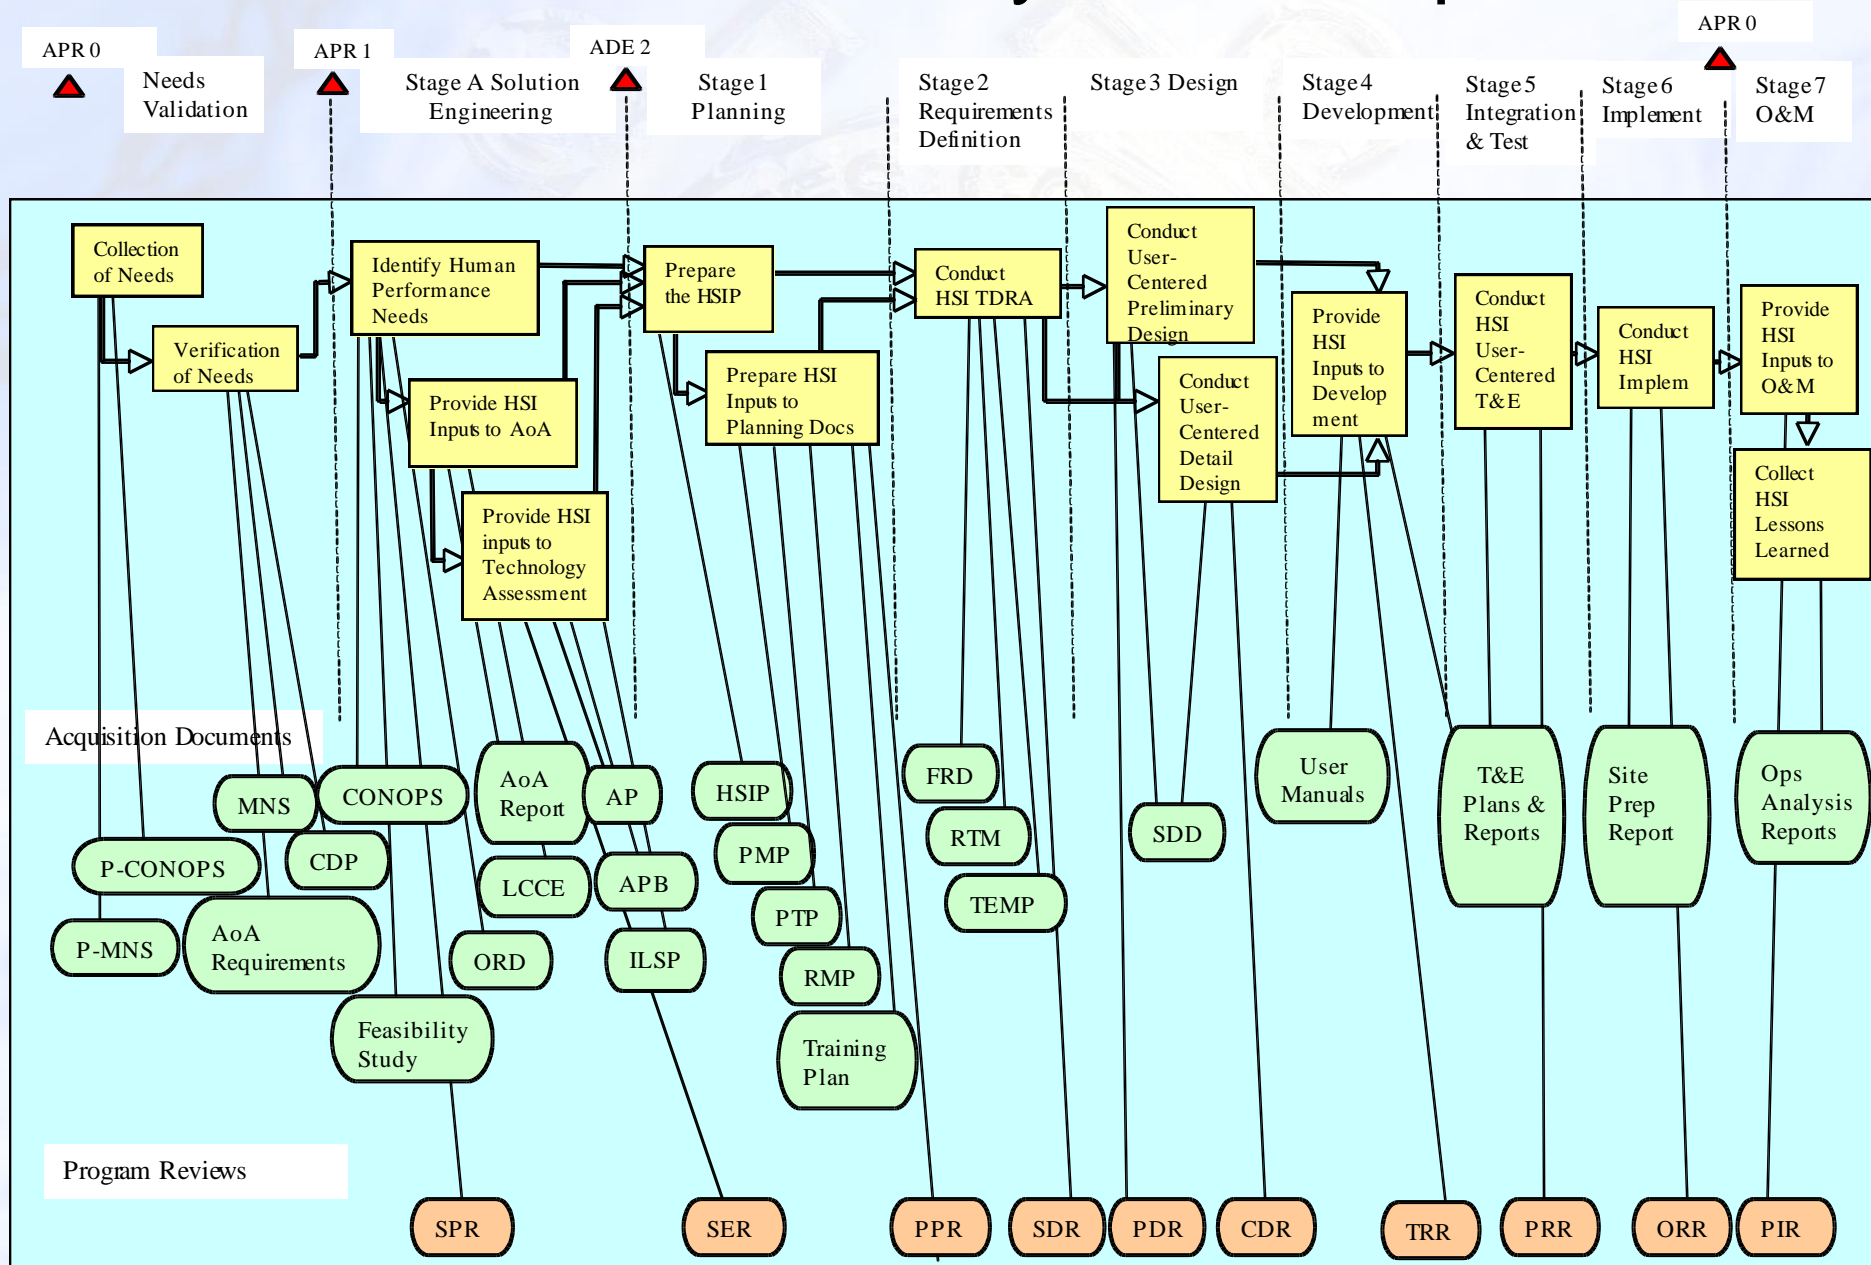 APR 0
APR 1
ADE 2
APR 0
Needs
Validation
Stage A Solution
Engineering
Stage 1
Planning
Stage 2
Requirements
Definition
Stage 3 Design
Stage 4
Development
Stage 5
Integration
& Test
Stage 6
Implement
Stage 7
O&M
Collection
of Needs
Verification
of Needs
Identify Human
Performance
Needs
Provide HSI
Inputs to AoA
Provide HSI
inputs to
Technology
Assessment
Prepare
the HSIP
Prepare HSI
Inputs to
Planning Docs
Conduct
HSI TDRA
Conduct
User-
Centered
Preliminary
Design
Conduct
User-
Centered
Detail
Design
Provide
HSI
Inputs to
Develop
ment
Conduct
HSI
User-
Centered
T&E
Conduct
HSI
Implem
Provide
HSI
Inputs to
O&M
Collect
HSI
Lessons
Learned
Acquisition Documents
P-MNS
P-CONOPS
MNS
AoA
Requirements
CDP
CONOPS
Feasibility
Study
ORD
AoA
Report
LCCE
AP
APB
ILSP
HSIP
PMP
PTP
RMP
Training
Plan
FRD
RTM
TEMP
SDD
User
Manuals
T&E
Plans &
Reports
Site
Prep
Report
Ops
Analysis
Reports
Program Reviews
SPR
SER
PPR
SDR
PDR
CDR
TRR
PRR
ORR
PIR